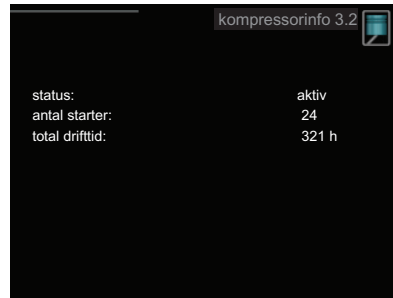 kompressorinfo 3.2
status: aktiv
antal starter: 24
total drifttid: 321 h